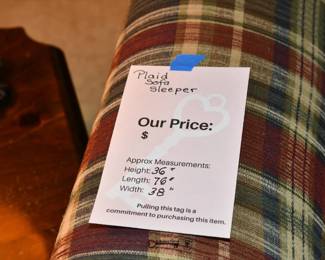 Plaid
Sofa
Sleeper
Our Price:
$
Approx Measurements:
Height: 36"
Length: 76"
Width: 38"
Pulling this tag is a
commitment to purchasing this item.